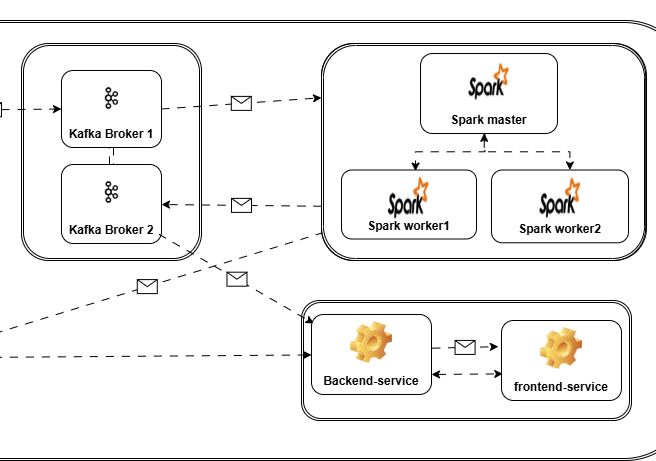 Kafka Broker 1
Kafka Broker 2
Spark
Spark master
Spark
Spark worker1
Spark
Spark worker2
Backend-service
frontend-service